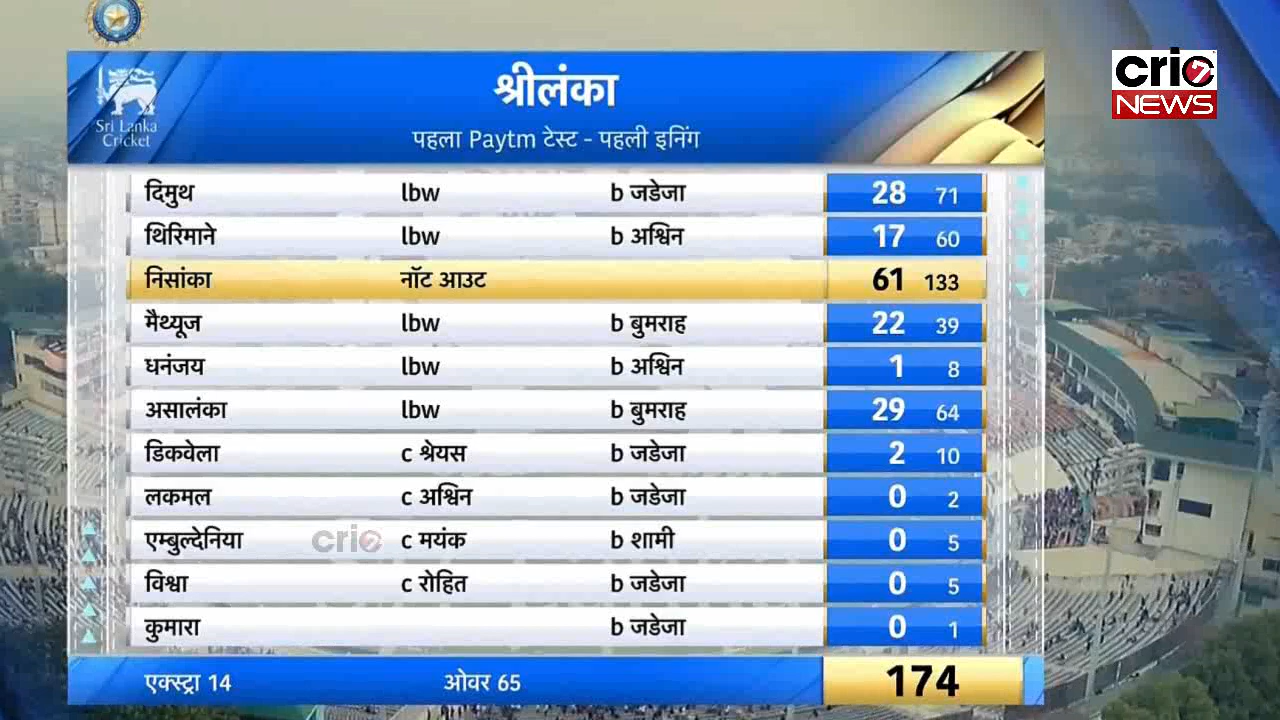 श्रीलंका
Sri Lanka
Cricket
पहला Paytm टेस्ट - पहली इनिंग
cric7
NEWS
दिमुथ lbw b जडेजा 28 71
थिरिमाने lbw b अश्विन 17 60
निसांका नॉट आउट 61 133
मैथ्यूज lbw b बुमराह 22 39
धनंजय lbw b अश्विन 1 8
असालंका lbw b बुमराह 29 64
डिकवेला c श्रेयस b जडेजा 2 10
लकमल c अश्विन b जडेजा 0 2
एम्बुल्देनिया cric c मयंक b शामी 0 5
विश्वा c रोहित b जडेजा 0 5
कुमारा b जडेजा 0 1
एक्स्ट्रा 14 ओवर 65 174